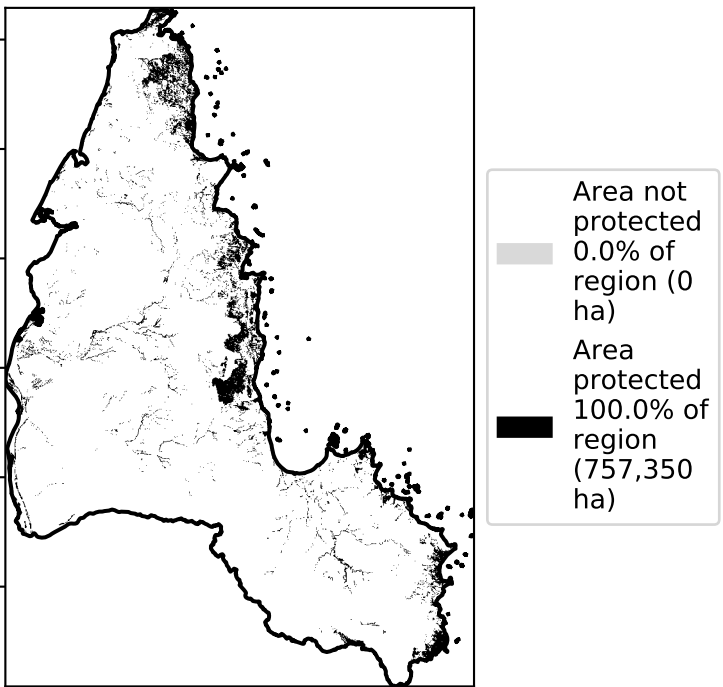 Area not
protected
0.0% of
region (0
ha)
Area
protected
100.0% of
region
(757,350
ha)